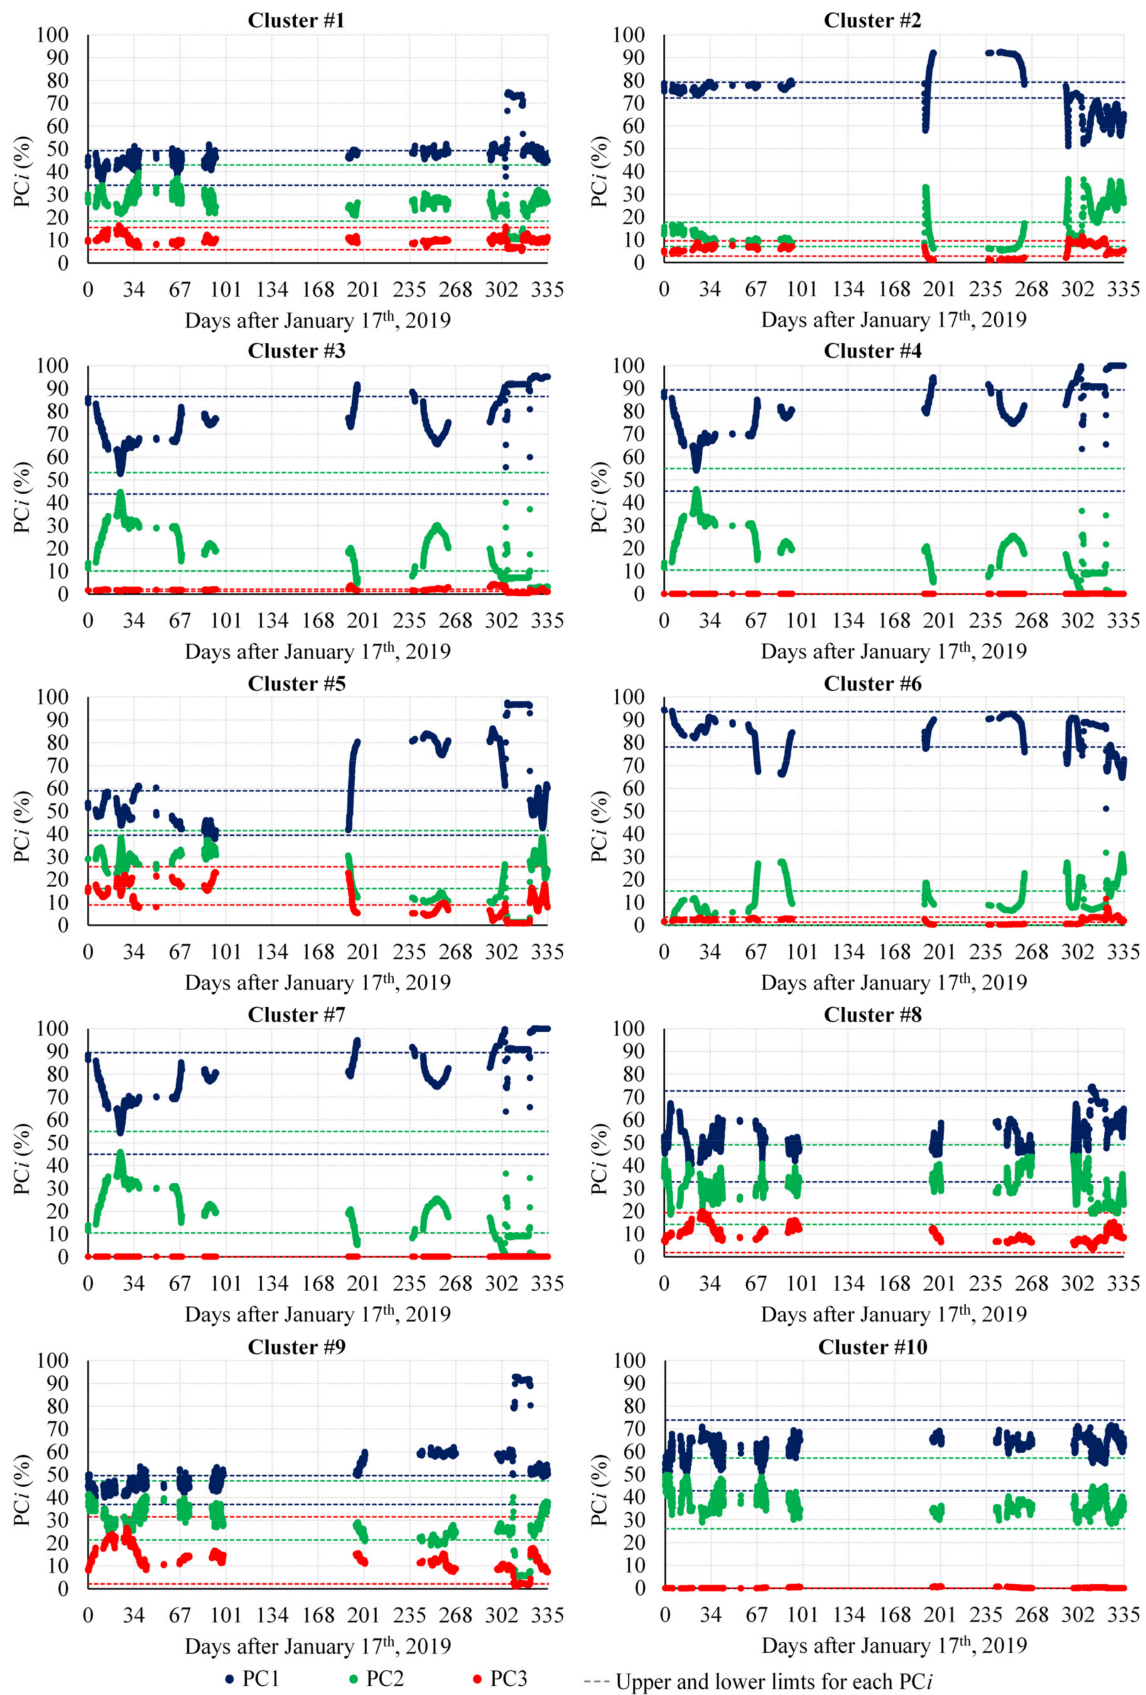 Cluster #1
Cluster #2
100
90
80
70
60
50
40
30
20
10
0
PCi (%)
0 34 67 101 134 168 201 235 268 302 335
Days after January 17th, 2019
100
90
80
70
60
50
40
30
20
10
0
PCi (%)
0 34 67 101 134 168 201 235 268 302 335
Days after January 17th, 2019
Cluster #3
Cluster #4
100
90
80
70
60
50
40
30
20
10
0
PCi (%)
0 34 67 101 134 168 201 235 268 302 335
Days after January 17th, 2019
100
90
80
70
60
50
40
30
20
10
0
PCi (%)
0 34 67 101 134 168 201 235 268 302 335
Days after January 17th, 2019
Cluster #5
Cluster #6
100
90
80
70
60
50
40
30
20
10
0
PCi (%)
0 34 67 101 134 168 201 235 268 302 335
Days after January 17th, 2019
100
90
80
70
60
50
40
30
20
10
0
PCi (%)
0 34 67 101 134 168 201 235 268 302 335
Days after January 17th, 2019
Cluster #7
Cluster #8
100
90
80
70
60
50
40
30
20
10
0
PCi (%)
0 34 67 101 134 168 201 235 268 302 335
Days after January 17th, 2019
100
90
80
70
60
50
40
30
20
10
0
PCi (%)
0 34 67 101 134 168 201 235 268 302 335
Days after January 17th, 2019
Cluster #9
Cluster #10
100
90
80
70
60
50
40
30
20
10
0
PCi (%)
0 34 67 101 134 168 201 235 268 302 335
Days after January 17th, 2019
100
90
80
70
60
50
40
30
20
10
0
PCi (%)
0 34 67 101 134 168 201 235 268 302 335
Days after January 17th, 2019
PC1 PC2 PC3 Upper and lower limts for each PCi